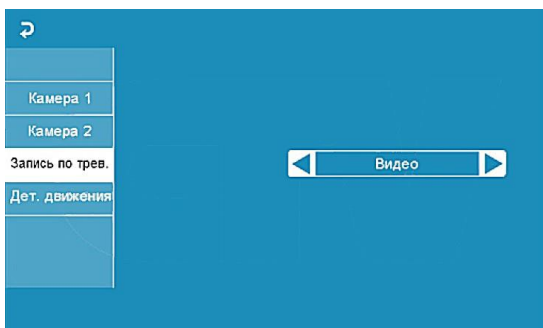 Камера 1
Камера 2
Запись по трев.
Видео
Дет. движения